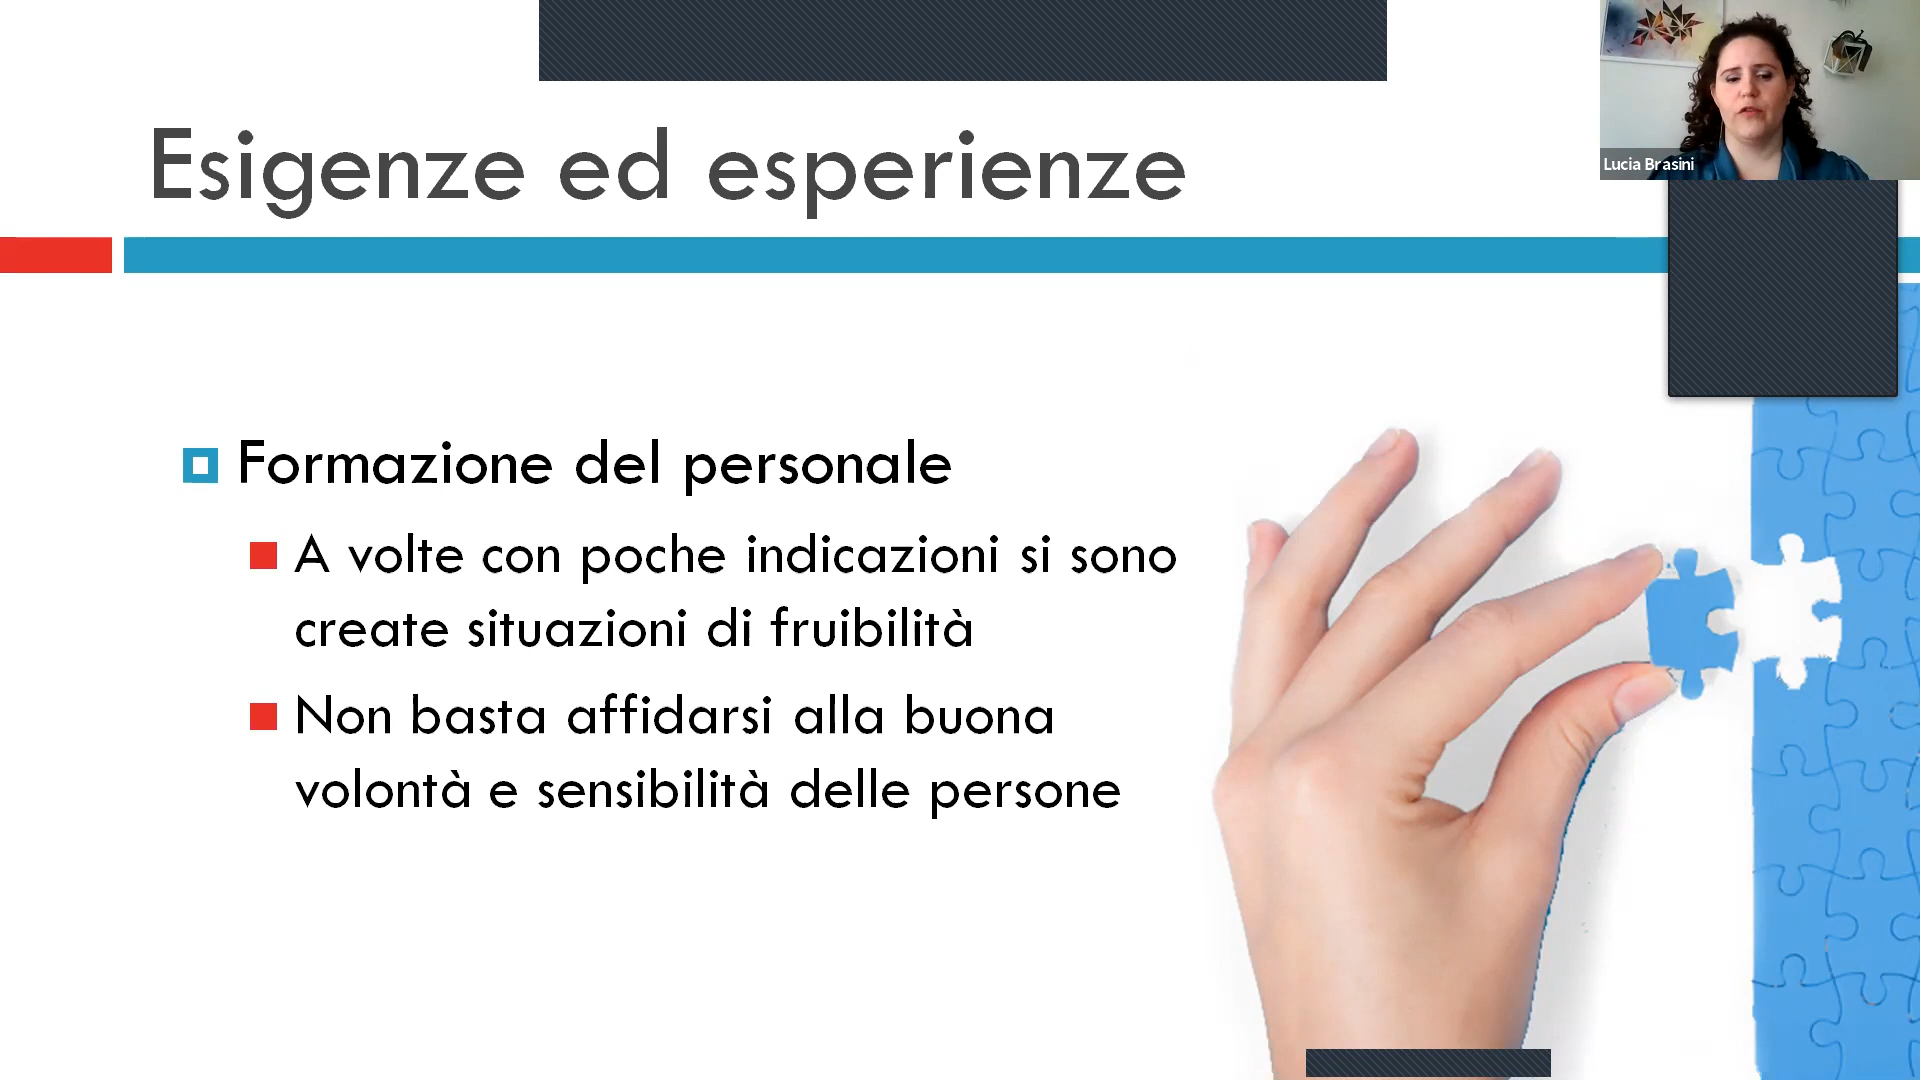 Lucia Brasini
Esigenze ed esperienze
Formazione del personale
A volte con poche indicazioni si sono
create situazioni di fruibilità
Non basta affidarsi alla buona
volontà e sensibilità delle persone